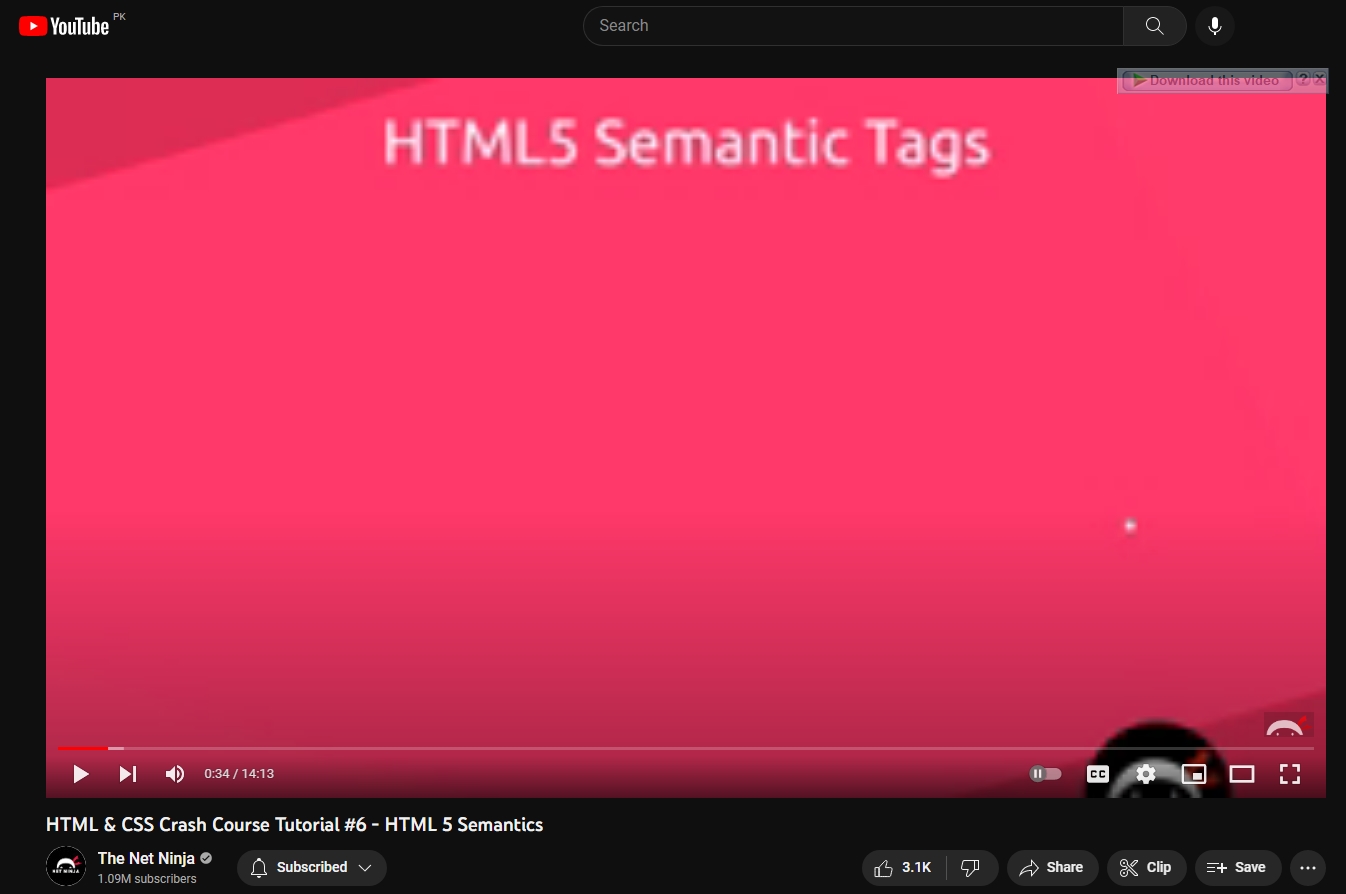 YouTube PK
Search
Download this video ? X
HTML5 Semantic Tags
0:34 / 14:13
CC
HTML & CSS Crash Course Tutorial #6 - HTML 5 Semantics
NET NINJA
The Net Ninja
1.09M subscribers
Subscribed
3.1K
Share
Clip
Save